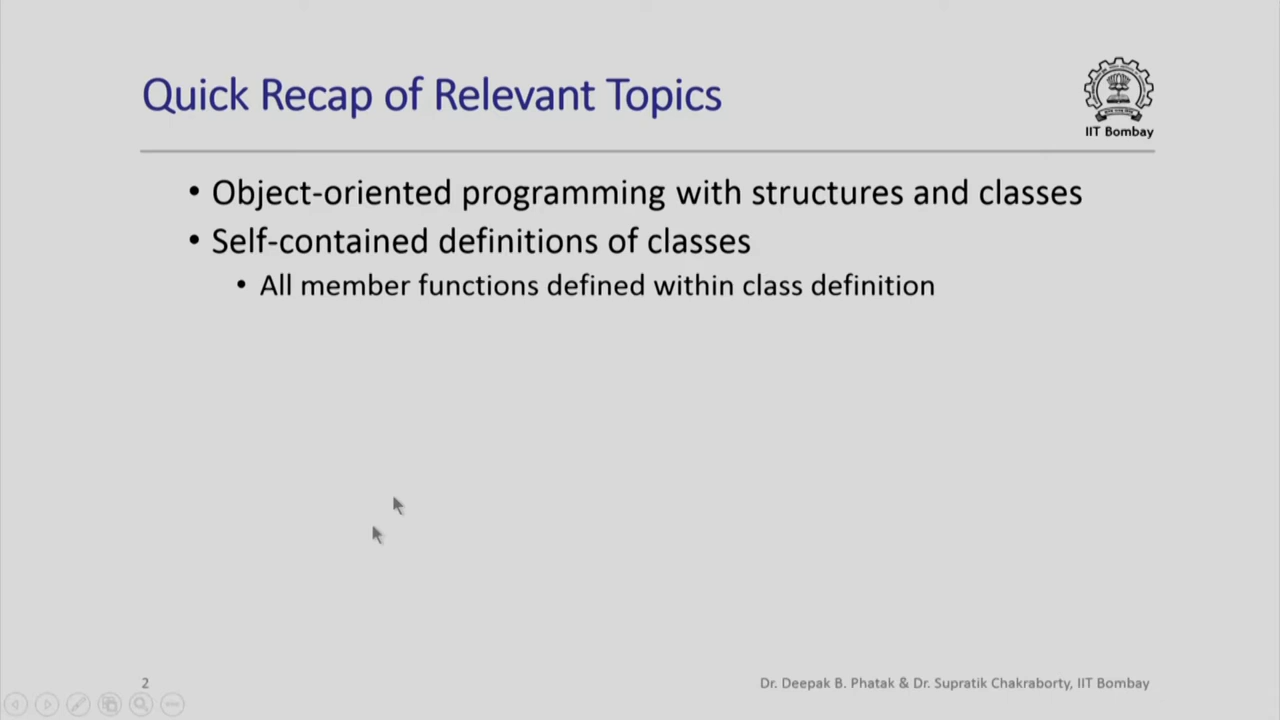 Quick Recap of Relevant Topics
IIT Bombay
• Object-oriented programming with structures and classes
• Self-contained definitions of classes
• All member functions defined within class definition
2
Dr. Deepak B. Phatak & Dr. Supratik Chakraborty, IIT Bombay